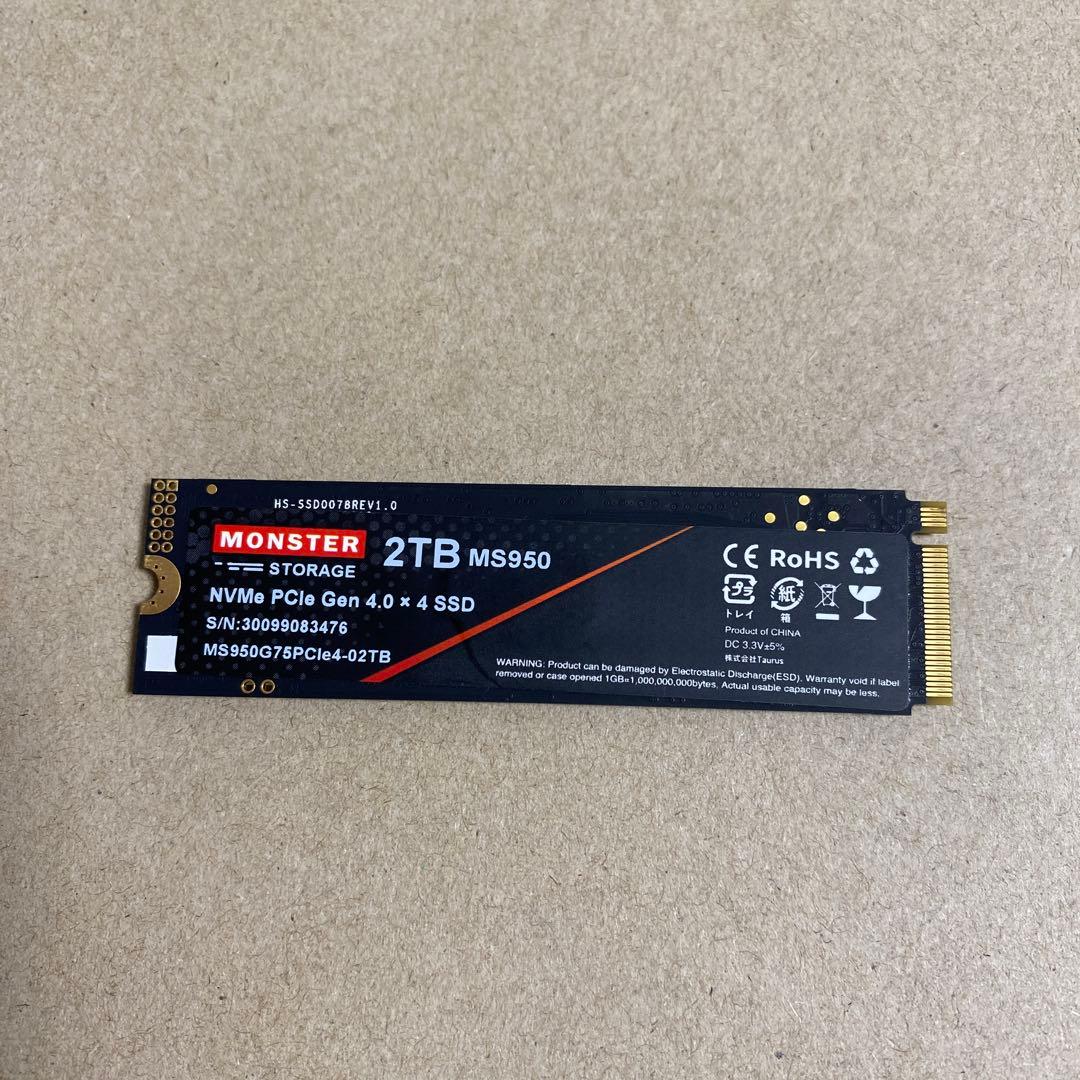 HS-SSD0078REV1.0
MONSTER
STORAGE
2TB MS950
NVMe PCIe Gen 4.0 × 4 SSD
S/N:30099083476
MS950G75PCIe4-02TB
CE RoHS
プラ 紙
トレイ 箱
Product of CHINA
DC 3.3V±5%
株式会社Taurus
WARNING: Product can be damaged by Electrostatic Discharge(ESD). Warranty void if label
removed or case opened 1GB=1,000,000,000bytes. Actual usable capacity may be less.